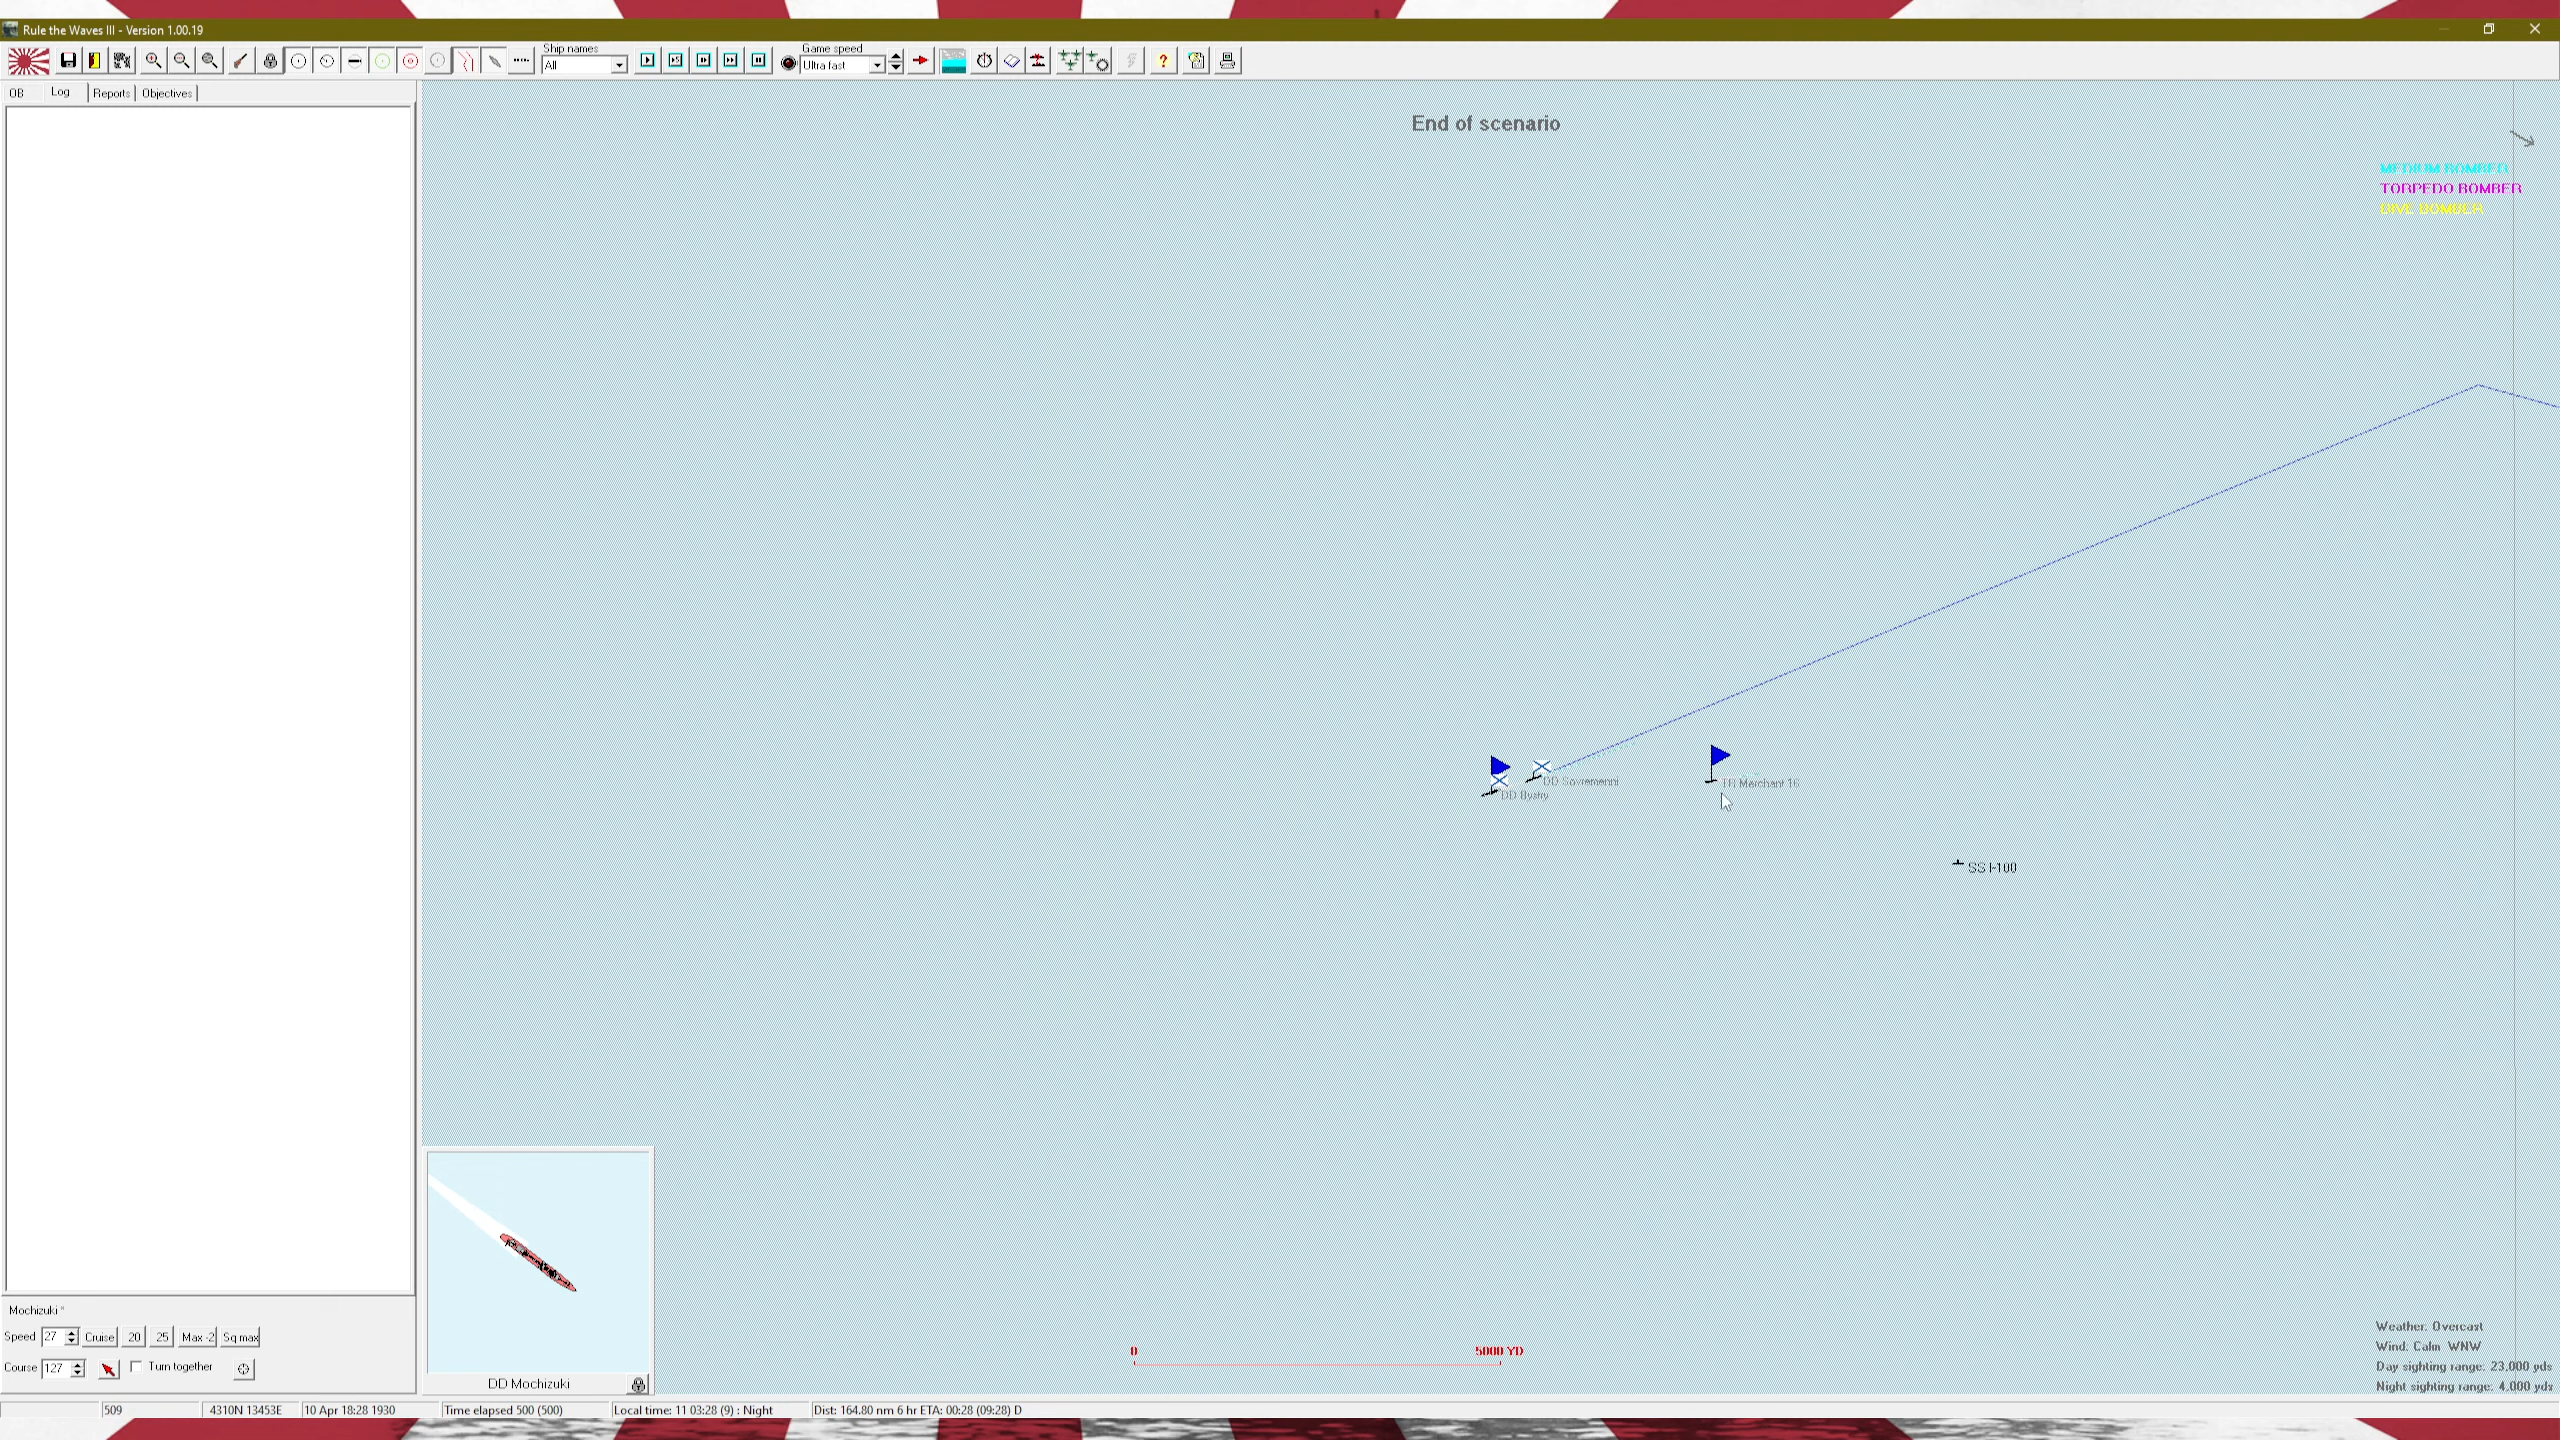 Rule the Waves III - Version 1.00.19
Ship names
All
Game speed
Ultra fast
OB
Log
Reports
Objectives
End of scenario
MEDIUM BOMBER
TORPEDO BOMBER
DIVE BOMBER
DD Sovremenni
DD Bystry
TR Merchant 16
SS I-100
Mochizuki *
Speed 27 Cruise 20 25 Max -2 Sq max
Course 127 Turn together
DD Mochizuki
0 5000 YD
Weather: Overcast
Wind: Calm WNW
Day sighting range: 23,000 yds
Night sighting range: 4,000 yds
509 4310N 13453E 10 Apr 18:28 1930 Time elapsed 500 (500) Local time: 11 03:28 (9) : Night Dist: 164.80 nm 6 hr ETA: 00:28 (09:28) D